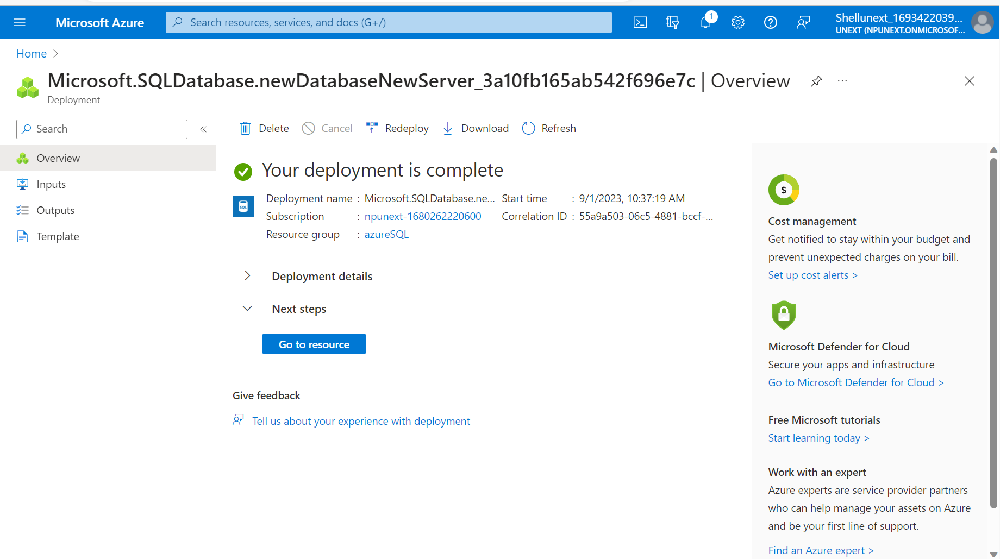 Microsoft Azure
Search resources, services, and docs (G+/)
1
Shellunext_1693422039...
UNEXT (NPUNEXT.ONMICROSOF...
Home
Microsoft.SQLDatabase.newDatabaseNewServer_3a10fb165ab542f696e7c | Overview
Deployment
Search
Overview
Inputs
Outputs
Template
Delete
Cancel
Redeploy
Download
Refresh
Your deployment is complete
SQL
Deployment name : Microsoft.SQLDatabase.ne...
Subscription : npunext-1680262220600
Resource group : azureSQL
Start time : 9/1/2023, 10:37:19 AM
Correlation ID : 55a9a503-06c5-4881-bccf-...
Deployment details
Next steps
Go to resource
Give feedback
Tell us about your experience with deployment
$
Cost management
Get notified to stay within your budget and
prevent unexpected charges on your bill.
Set up cost alerts >
Microsoft Defender for Cloud
Secure your apps and infrastructure
Go to Microsoft Defender for Cloud >
Free Microsoft tutorials
Start learning today >
Work with an expert
Azure experts are service provider partners
who can help manage your assets on Azure
and be your first line of support.
Find an Azure expert >